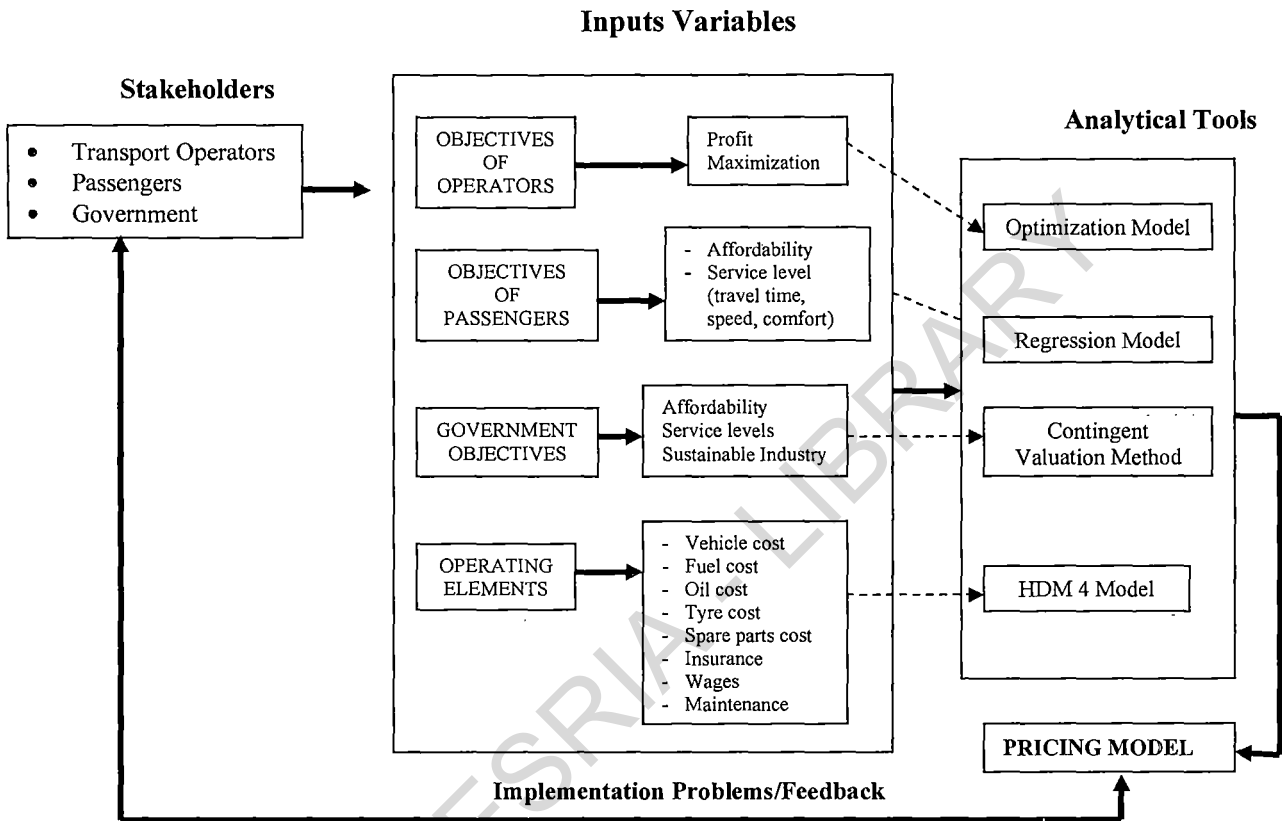 Inputs Variables
Stakeholders
• Transport Operators
• Passengers
• Government
OBJECTIVES
OF
OPERATORS
Profit
Maximization
OBJECTIVES
OF
PASSENGERS
- Affordability
- Service level
(travel time,
speed, comfort)
GOVERNMENT
OBJECTIVES
Affordability
Service levels
Sustainable Industry
OPERATING
ELEMENTS
- Vehicle cost
- Fuel cost
- Oil cost
- Tyre cost
- Spare parts cost
- Insurance
- Wages
- Maintenance
Analytical Tools
Optimization Model
Regression Model
Contingent
Valuation Method
HDM 4 Model
PRICING MODEL
Implementation Problems/Feedback
ESRIA - LIBRARY